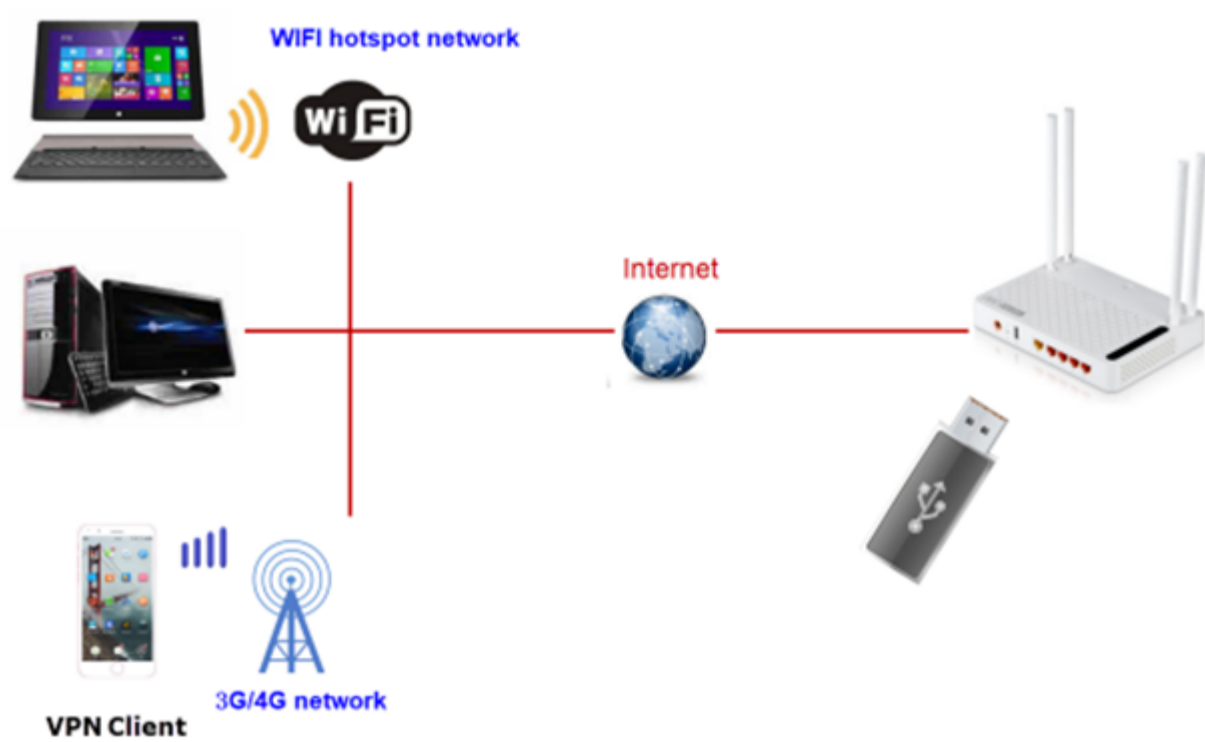 WIFI hotspot network
Wi Fi
Internet
3G/4G network
VPN Client